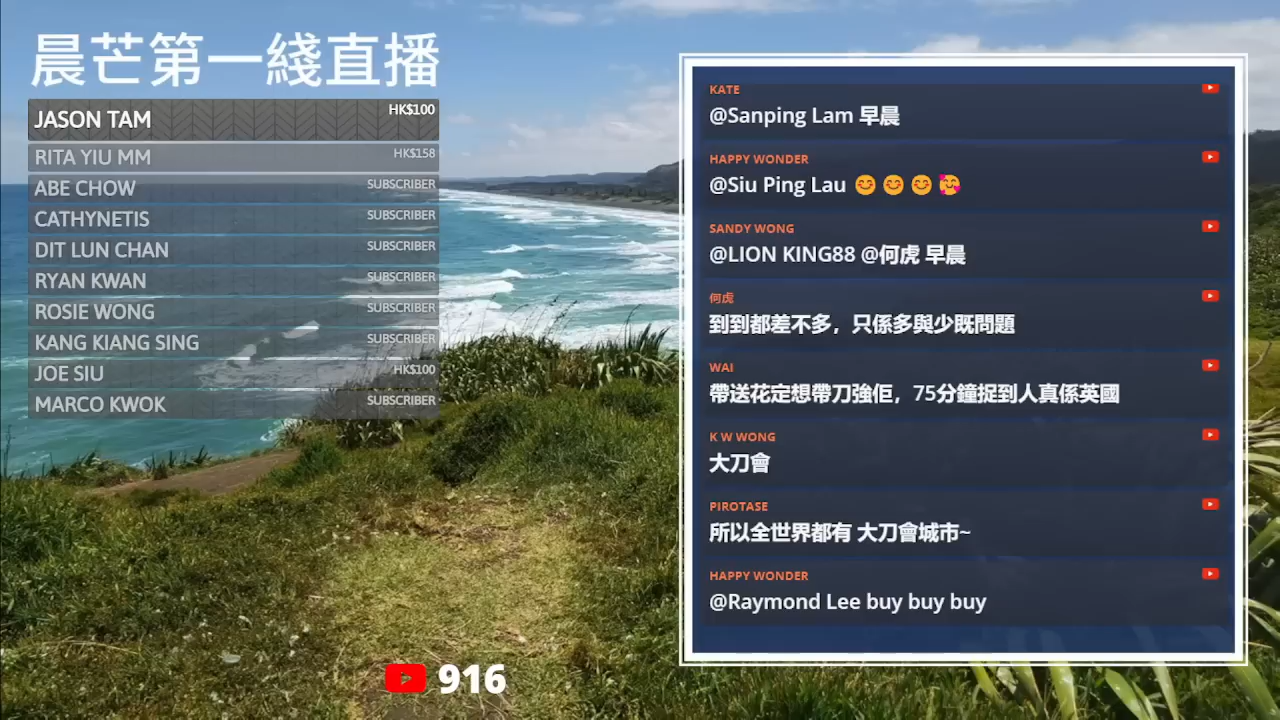 晨芒第一綫直播
JASON TAM HK$100
RITA YIU MM HK$158
ABE CHOW SUBSCRIBER
CATHYNETIS SUBSCRIBER
DIT LUN CHAN SUBSCRIBER
RYAN KWAN SUBSCRIBER
ROSIE WONG SUBSCRIBER
KANG KIANG SING SUBSCRIBER
JOE SIU HK$100
MARCO KWOK SUBSCRIBER
KATE
@Sanping Lam 早晨
HAPPY WONDER
@Siu Ping Lau 😊 😊 😊 🥰
SANDY WONG
@LION KING88 @何虎 早晨
何虎
到到都差不多，只係多與少既問題
WAI
帶送花定想帶刀強佢，75分鐘捉到人真係英國
K W WONG
大刀會
PIROTASE
所以全世界都有 大刀會城市~
HAPPY WONDER
@Raymond Lee buy buy buy
916